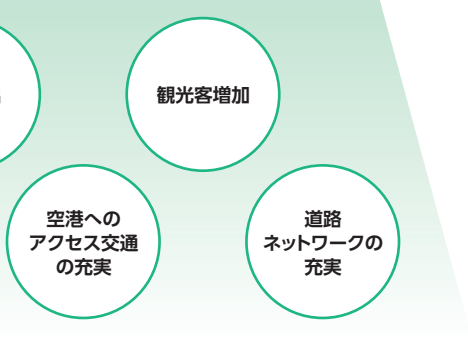 観光客増加
空港への
アクセス交通
の充実
道路
ネットワークの
充実